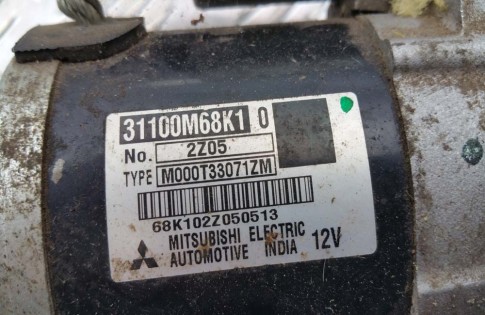 31100M68K1 0
No. 2Z05
TYPE M000T33071ZM
68K102Z050513
MITSUBISHI ELECTRIC
AUTOMOTIVE INDIA 12V